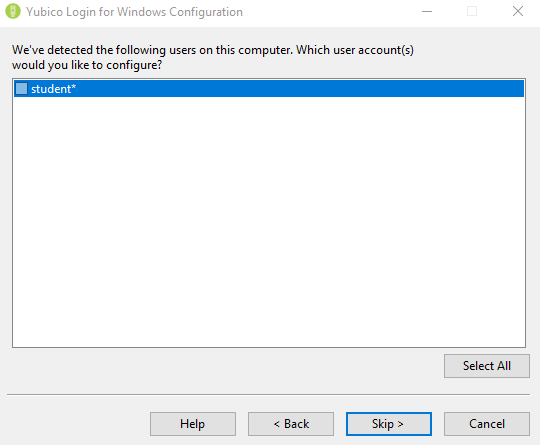 Yubico Login for Windows Configuration
We've detected the following users on this computer. Which user account(s)
would you like to configure?
student*
Select All
Help
< Back
Skip >
Cancel